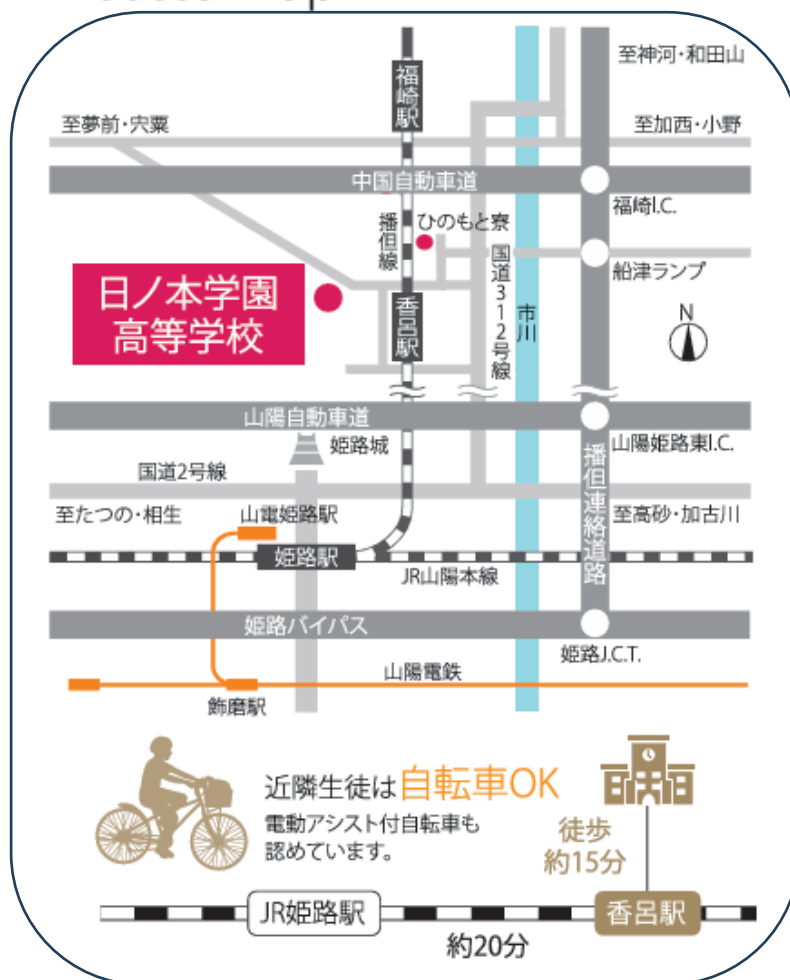 至神河・和田山
福崎駅
至夢前・宍粟
至加西・小野
中国自動車道
福崎I.C.
播但線
ひのもと寮
国道312号線
船津ランプ
日ノ本学園
高等学校
香呂駅
市川
N
山陽自動車道
姫路城
山陽姫路東I.C.
播但連絡道路
国道2号線
至たつの・相生
山電姫路駅
至高砂・加古川
姫路駅
JR山陽本線
姫路バイパス
姫路J.C.T.
山陽電鉄
飾磨駅
近隣生徒は自転車OK
電動アシスト付自転車も
認めています。
徒歩
約15分
JR姫路駅
香呂駅
約20分